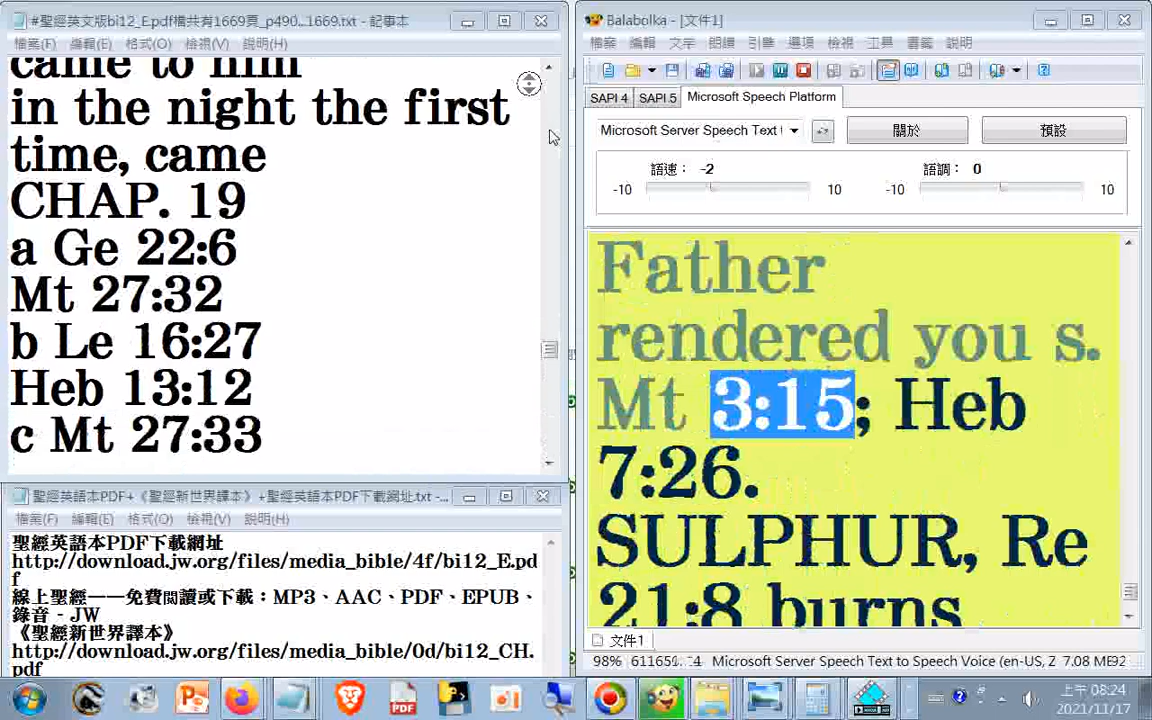 #聖經英文版bi12_E.pdf橫共有1669頁_p490...1669.txt - 記事本
檔案(F) 編輯(E) 格式(O) 檢視(V) 說明(H)
came to him
in the night the first
time, came
CHAP. 19
a Ge 22:6
Mt 27:32
b Le 16:27
Heb 13:12
c Mt 27:33
聖經英語本PDF+《聖經新世界譯本》+聖經英語本PDF下載網址.txt -...
檔案(F) 編輯(E) 格式(O) 檢視(V) 說明(H)
聖經英語本PDF下載網址
http://download.jw.org/files/media_bible/4f/bi12_E.pd
f
線上聖經——免費閱讀或下載：MP3、AAC、PDF、EPUB、
錄音 - JW
《聖經新世界譯本》
http://download.jw.org/files/media_bible/0d/bi12_CH.
pdf
Balabolka - [文件1]
檔案 編輯 文字 朗讀 引擎 選項 檢視 工具 書籤 說明
SAPI 4 SAPI 5 Microsoft Speech Platform
Microsoft Server Speech Text 關於 預設
語速： -2 語調： 0
-10 10 -10 10
Father
rendered you s.
Mt 3:15; Heb
7:26.
SULPHUR, Re
21:8 burns
文件1
98% Microsoft Server Speech Text to Speech Voice (en-US, Z 7.08 ME
上午 08:24
2021/11/17